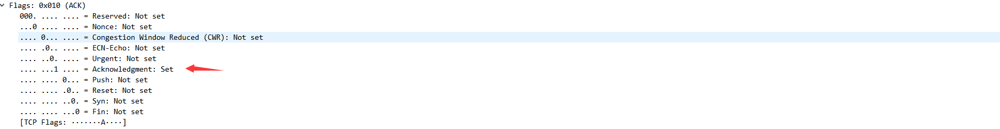 Flags: 0x010 (ACK)
000. .... .... = Reserved: Not set
...0 .... .... = Nonce: Not set
.... 0... .... = Congestion Window Reduced (CWR): Not set
.... .0.. .... = ECN-Echo: Not set
.... ..0. .... = Urgent: Not set
.... ...1 .... = Acknowledgment: Set
.... .... 0... = Push: Not set
.... .... .0.. = Reset: Not set
.... .... ..0. = Syn: Not set
.... .... ...0 = Fin: Not set
[TCP Flags: ·······A····]